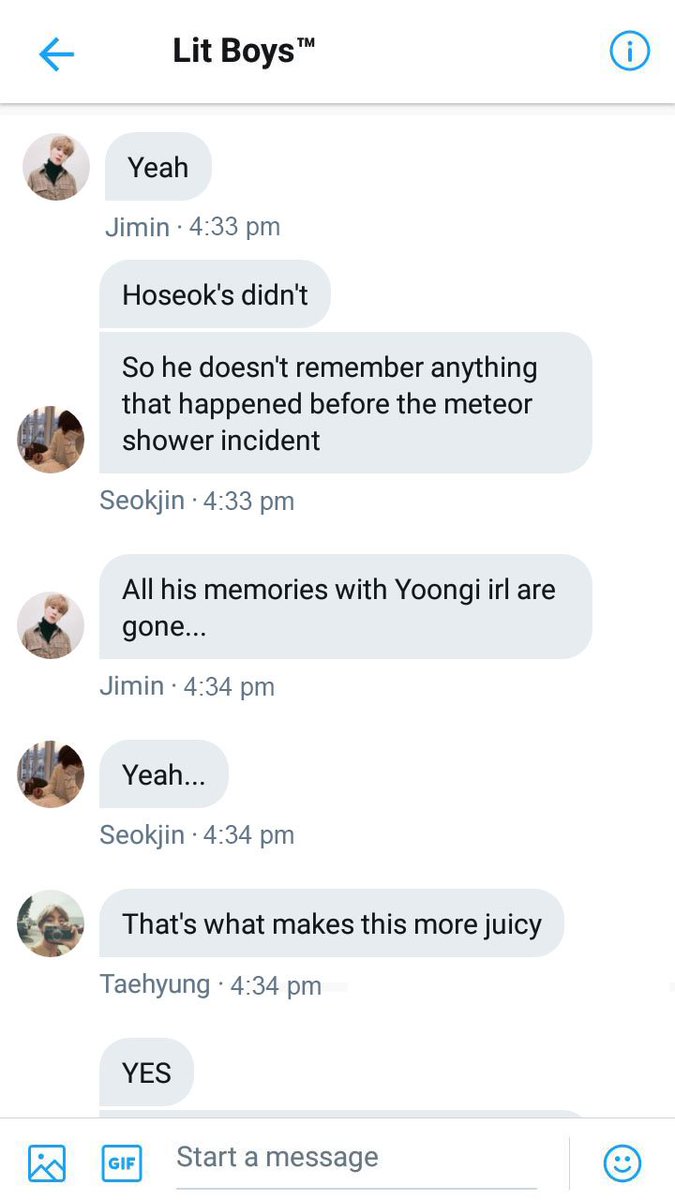 Lit Boys™
Yeah
Jimin · 4:33 pm
Hoseok's didn't
So he doesn't remember anything
that happened before the meteor
shower incident
Seokjin · 4:33 pm
All his memories with Yoongi irl are
gone...
Jimin · 4:34 pm
Yeah...
Seokjin · 4:34 pm
That's what makes this more juicy
Taehyung · 4:34 pm
YES
GIF
Start a message